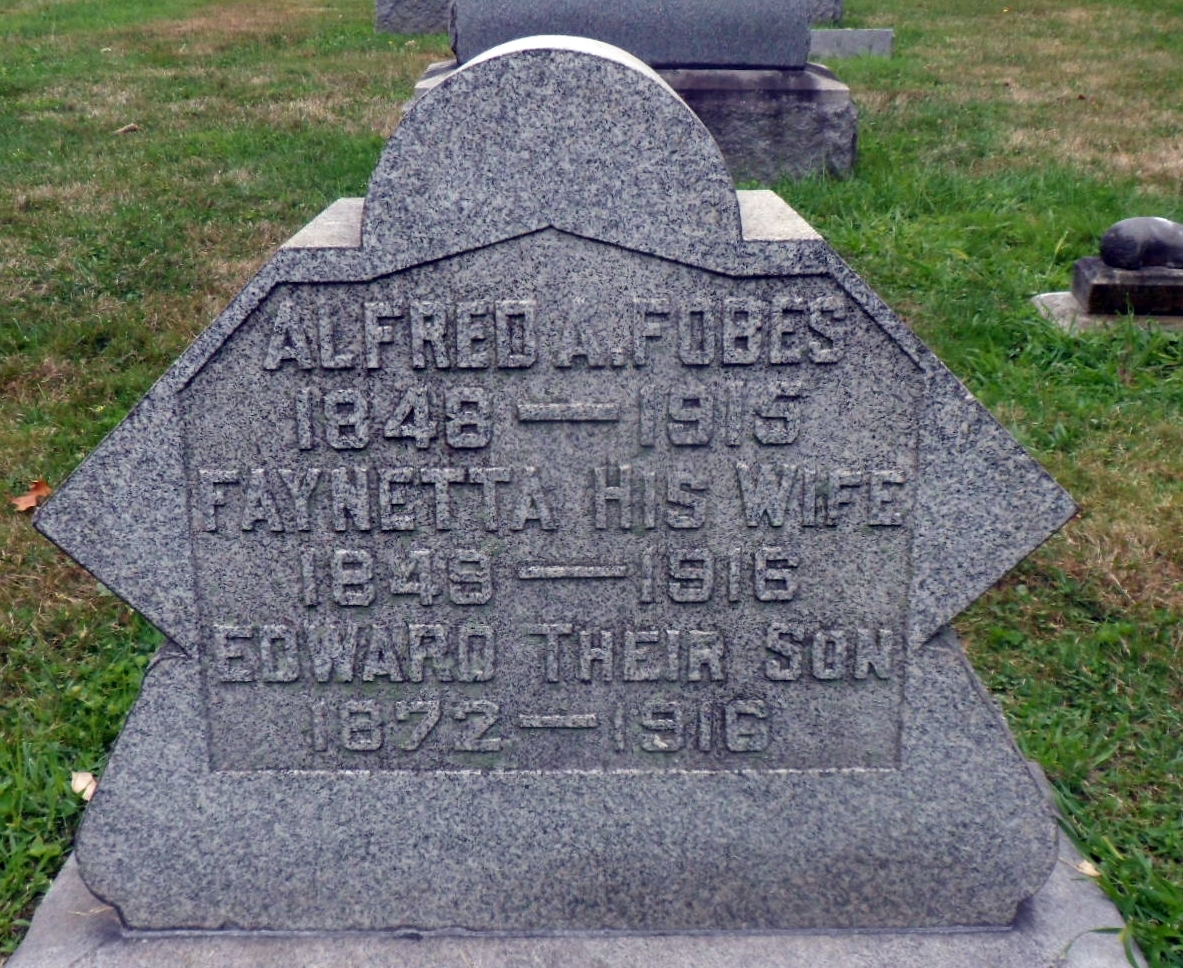 ALFRED A. FOBES
1848 — 1915
FAYNETTA HIS WIFE
1849 — 1916
EDWARD THEIR SON
1872 — 1916